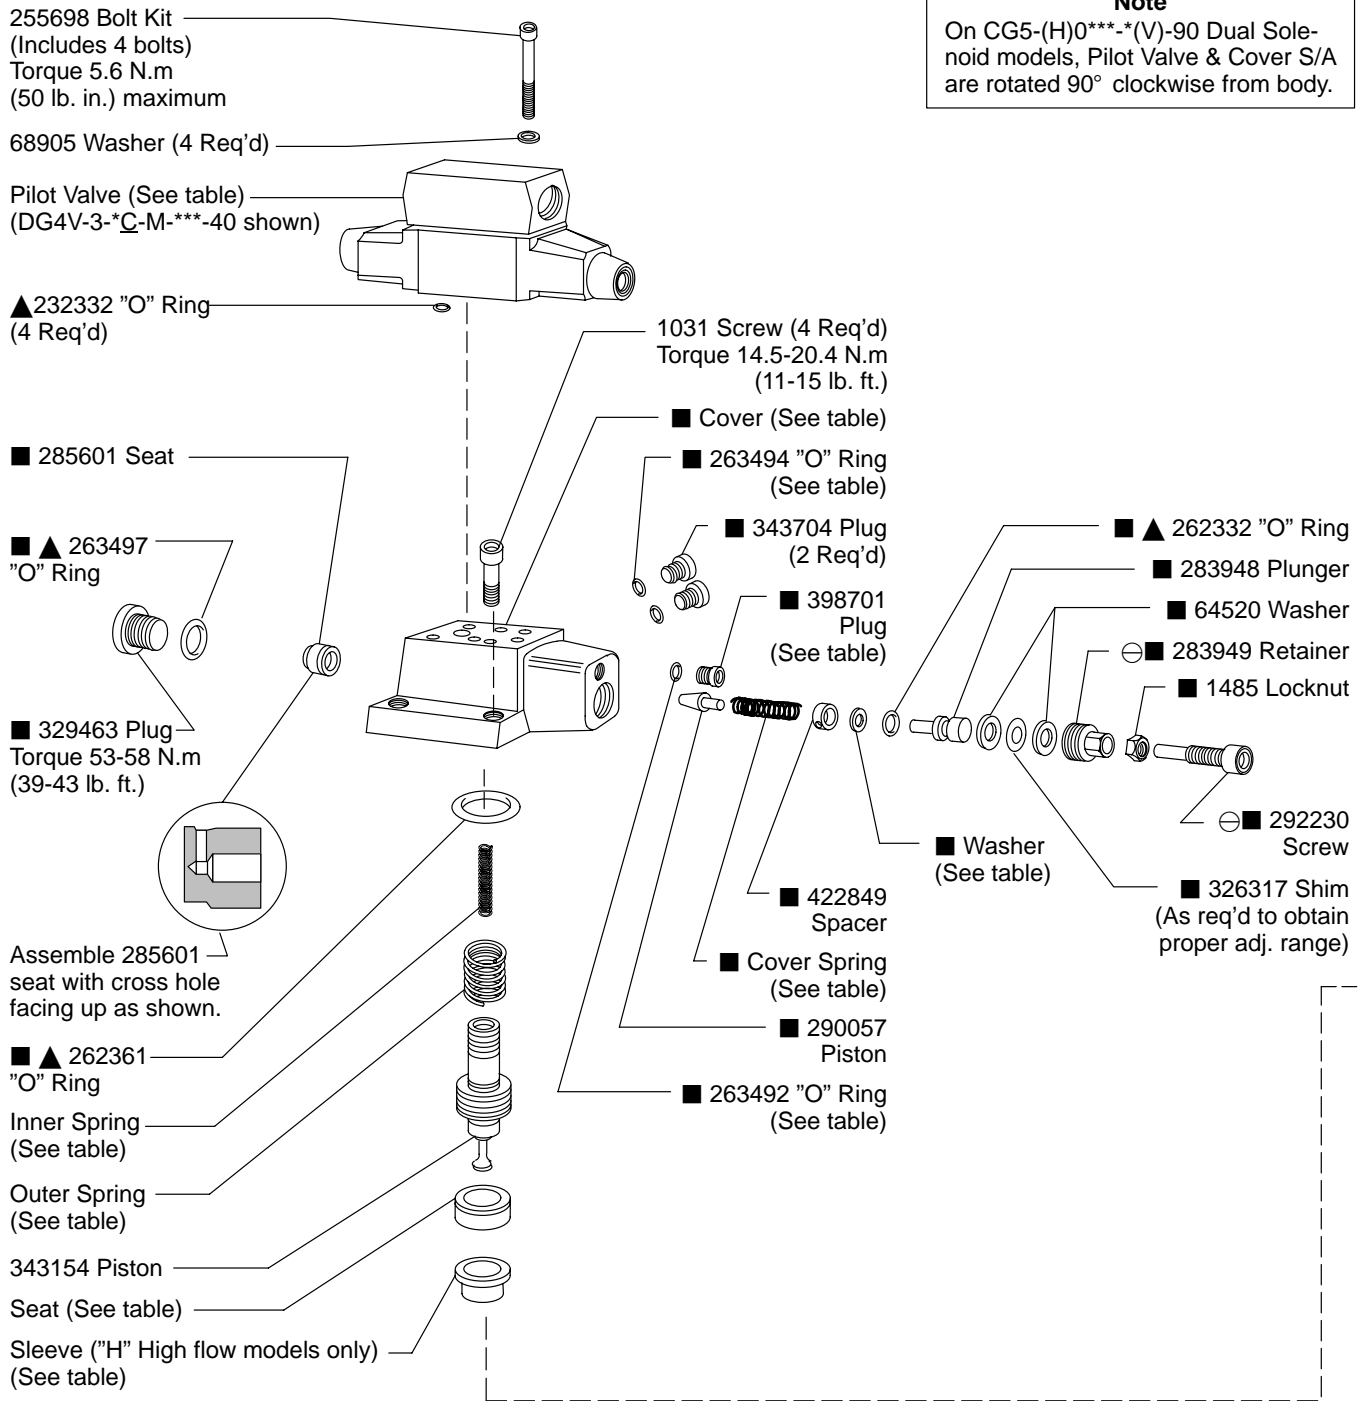 255698 Bolt Kit
(Includes 4 bolts)
Torque 5.6 N.m
(50 lb. in.) maximum
Note
On CG5-(H)0***-*(V)-90 Dual Sole-
noid models, Pilot Valve & Cover S/A
are rotated 90° clockwise from body.
68905 Washer (4 Req’d)
Pilot Valve (See table)
(DG4V-3-*C-M-***-40 shown)
▲232332 ”O” Ring
(4 Req’d)
1031 Screw (4 Req’d)
Torque 14.5-20.4 N.m
(11-15 lb. ft.)
■ Cover (See table)
■ 285601 Seat
■ 263494 ”O” Ring
(See table)
■ ▲ 263497
”O” Ring
■ 343704 Plug
(2 Req’d)
■ ▲ 262332 ”O” Ring
■ 283948 Plunger
■ 398701
Plug
(See table)
■ 64520 Washer
⊖■ 283949 Retainer
■ 1485 Locknut
■ 329463 Plug
Torque 53-58 N.m
(39-43 lb. ft.)
⊖■ 292230
Screw
■ Washer
(See table)
■ 326317 Shim
(As req’d to obtain
proper adj. range)
■ 422849
Spacer
Assemble 285601
seat with cross hole
facing up as shown.
■ Cover Spring
(See table)
■ 290057
Piston
■ ▲ 262361
”O” Ring
■ 263492 ”O” Ring
(See table)
Inner Spring
(See table)
Outer Spring
(See table)
343154 Piston
Seat (See table)
Sleeve (”H” High flow models only)
(See table)